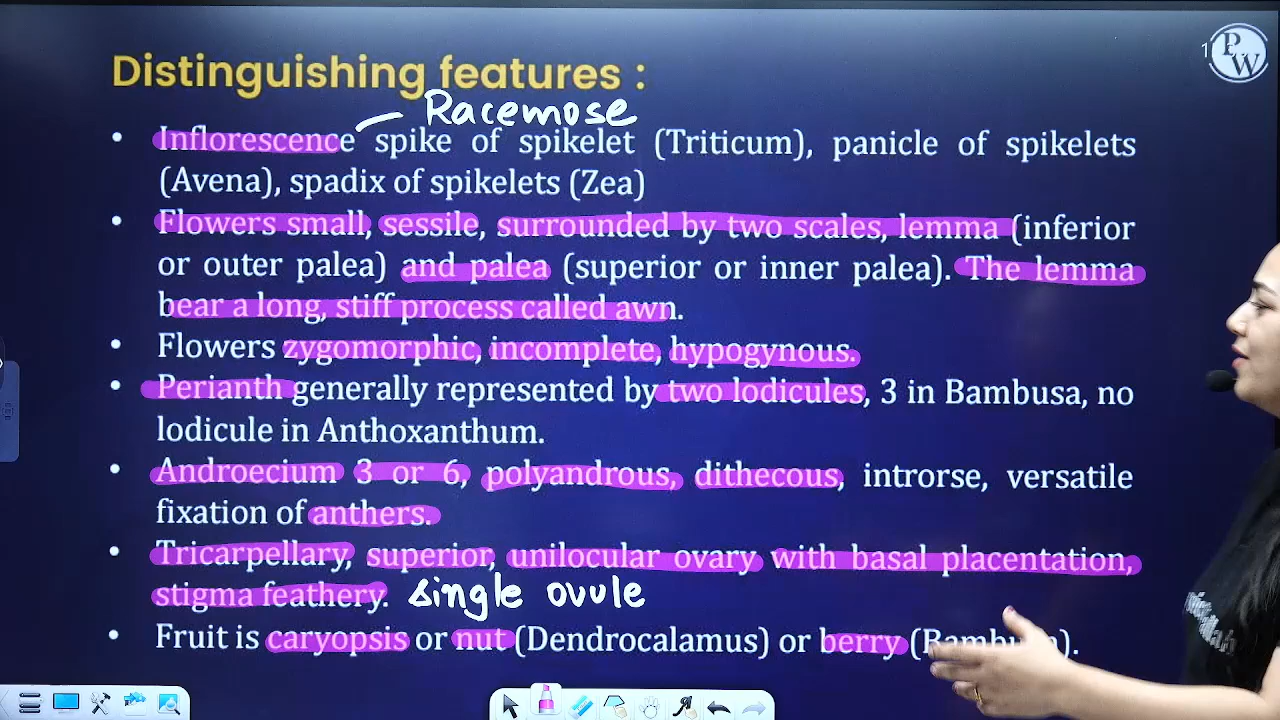 Distinguishing features :
1
PW
Racemose
• Inflorescence spike of spikelet (Triticum), panicle of spikelets
(Avena), spadix of spikelets (Zea)
• Flowers small, sessile, surrounded by two scales, lemma (inferior
or outer palea) and palea (superior or inner palea). The lemma
bear a long, stiff process called awn.
• Flowers zygomorphic, incomplete, hypogynous.
• Perianth generally represented by two lodicules, 3 in Bambusa, no
lodicule in Anthoxanthum.
• Androecium 3 or 6, polyandrous, dithecous, introrse, versatile
fixation of anthers.
• Tricarpellary, superior, unilocular ovary with basal placentation,
stigma feathery. single ovule
• Fruit is caryopsis or nut (Dendrocalamus) or berry